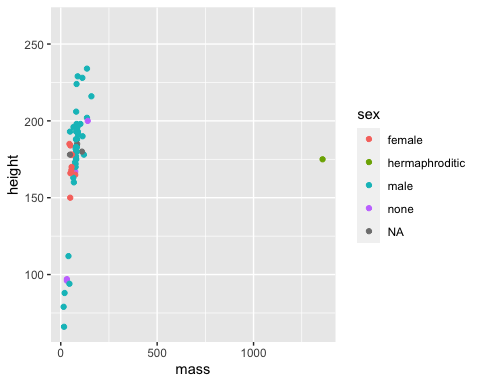 250
200
150
100
height
0
500
1000
mass
sex
female
hermaphroditic
male
none
NA